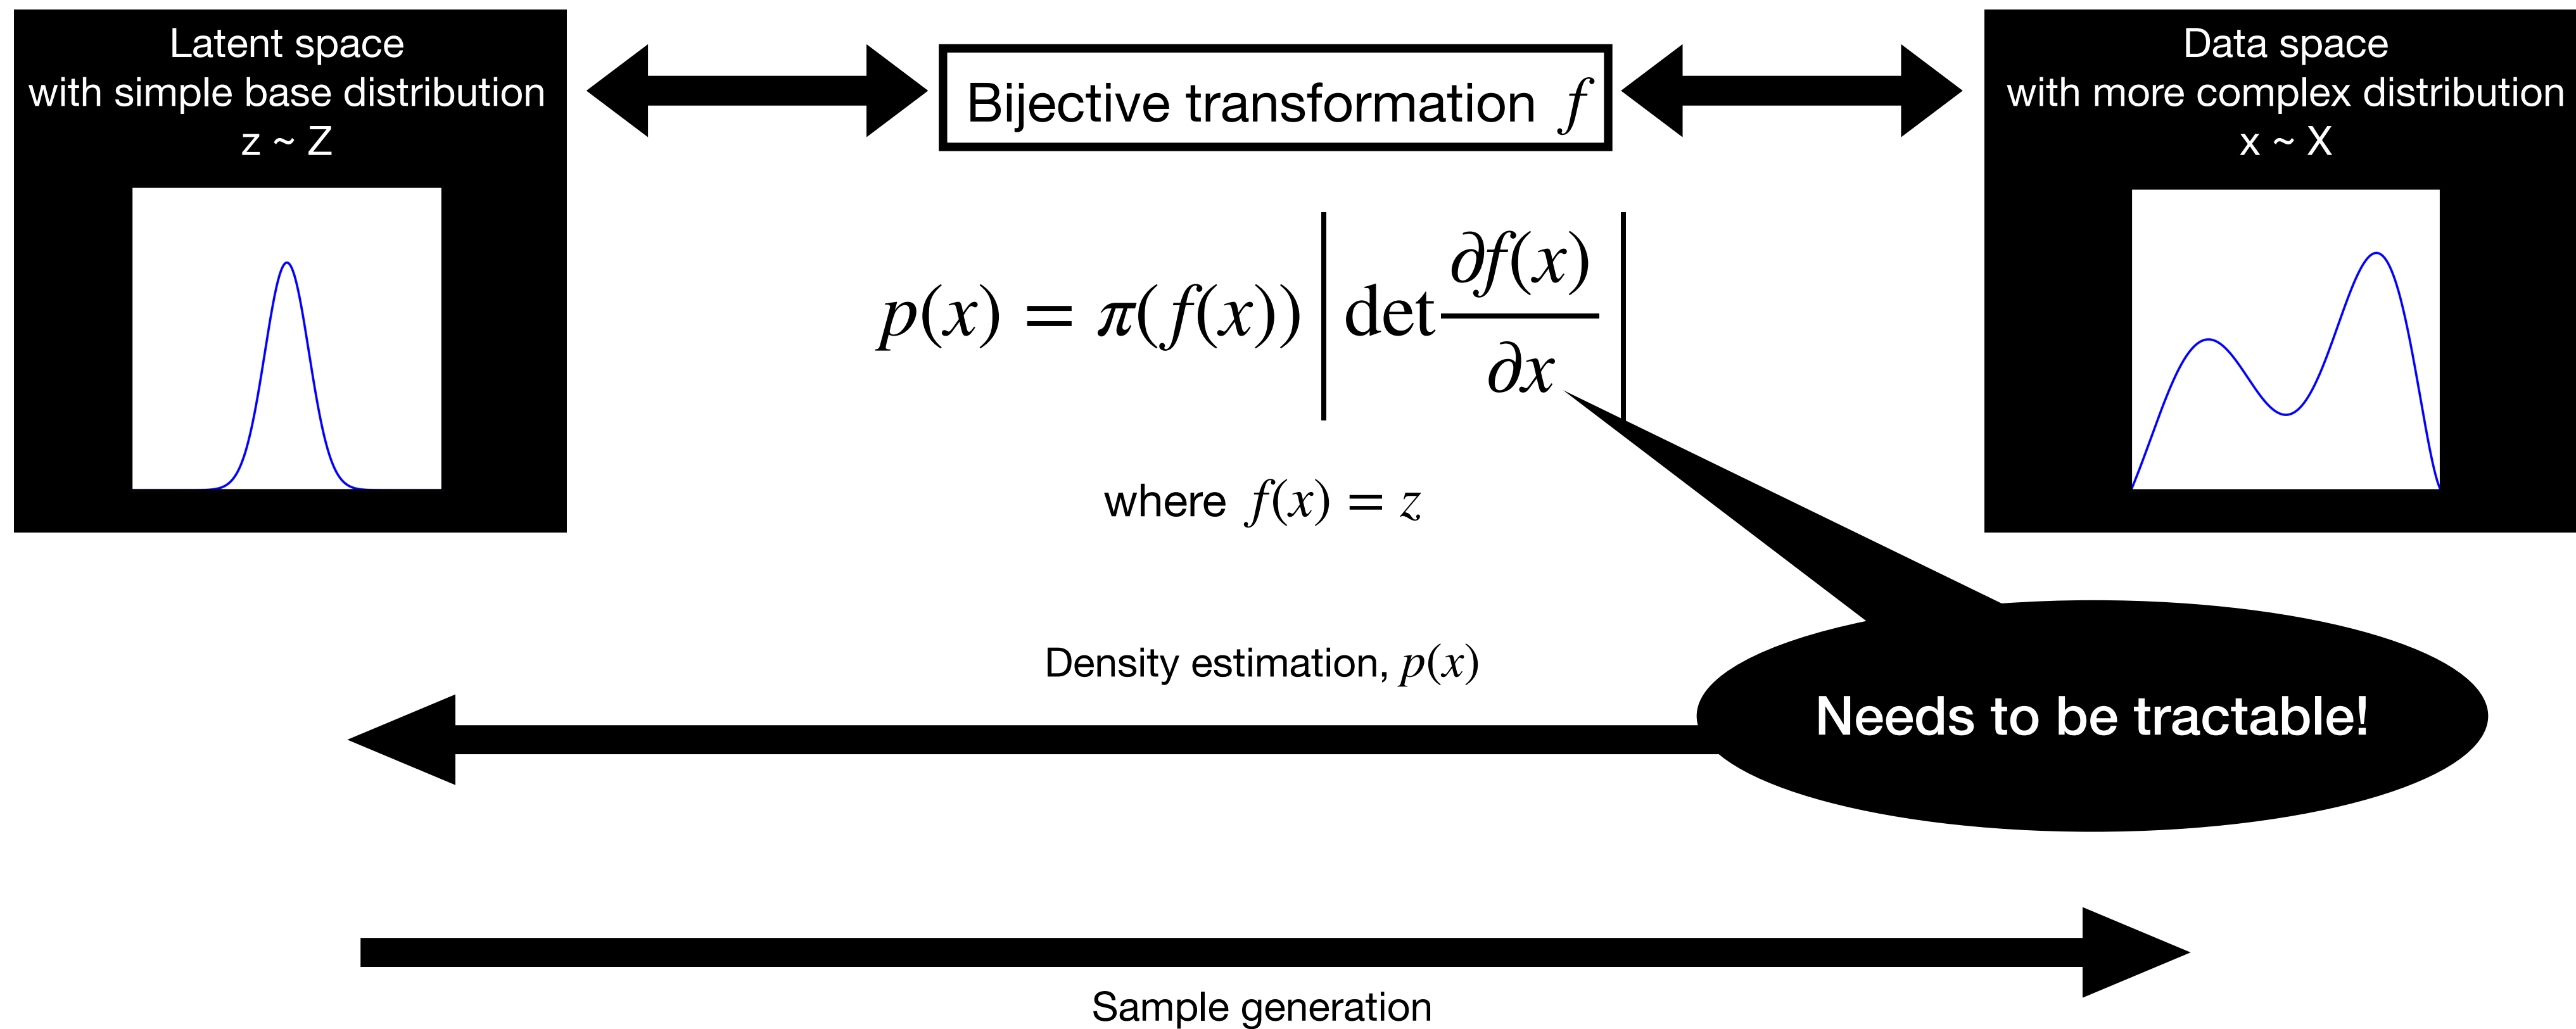 Latent space
with simple base distribution
z ~ Z
Bijective transformation f
Data space
with more complex distribution
x ~ X
p(x) = π(f(x)) | det ∂f(x)/∂x |
where f(x) = z
Density estimation, p(x)
Needs to be tractable!
Sample generation